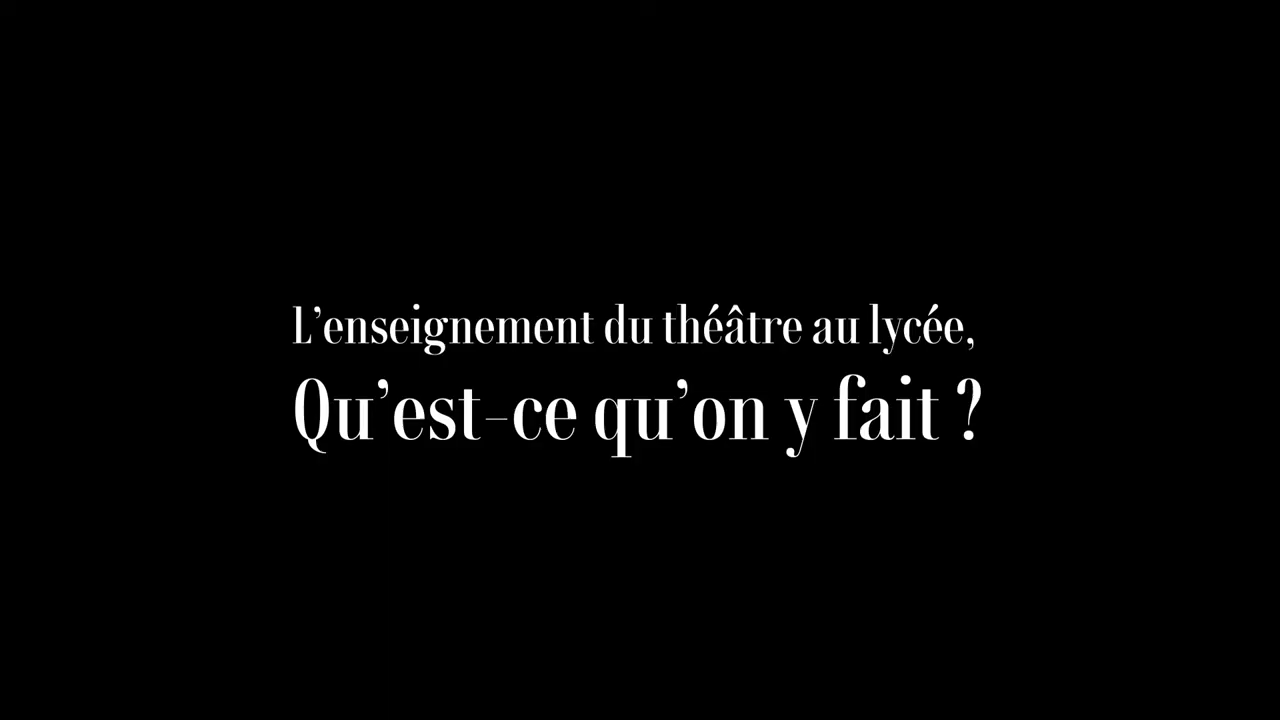 L’enseignement du théâtre au lycée,
Qu’est-ce qu’on y fait ?